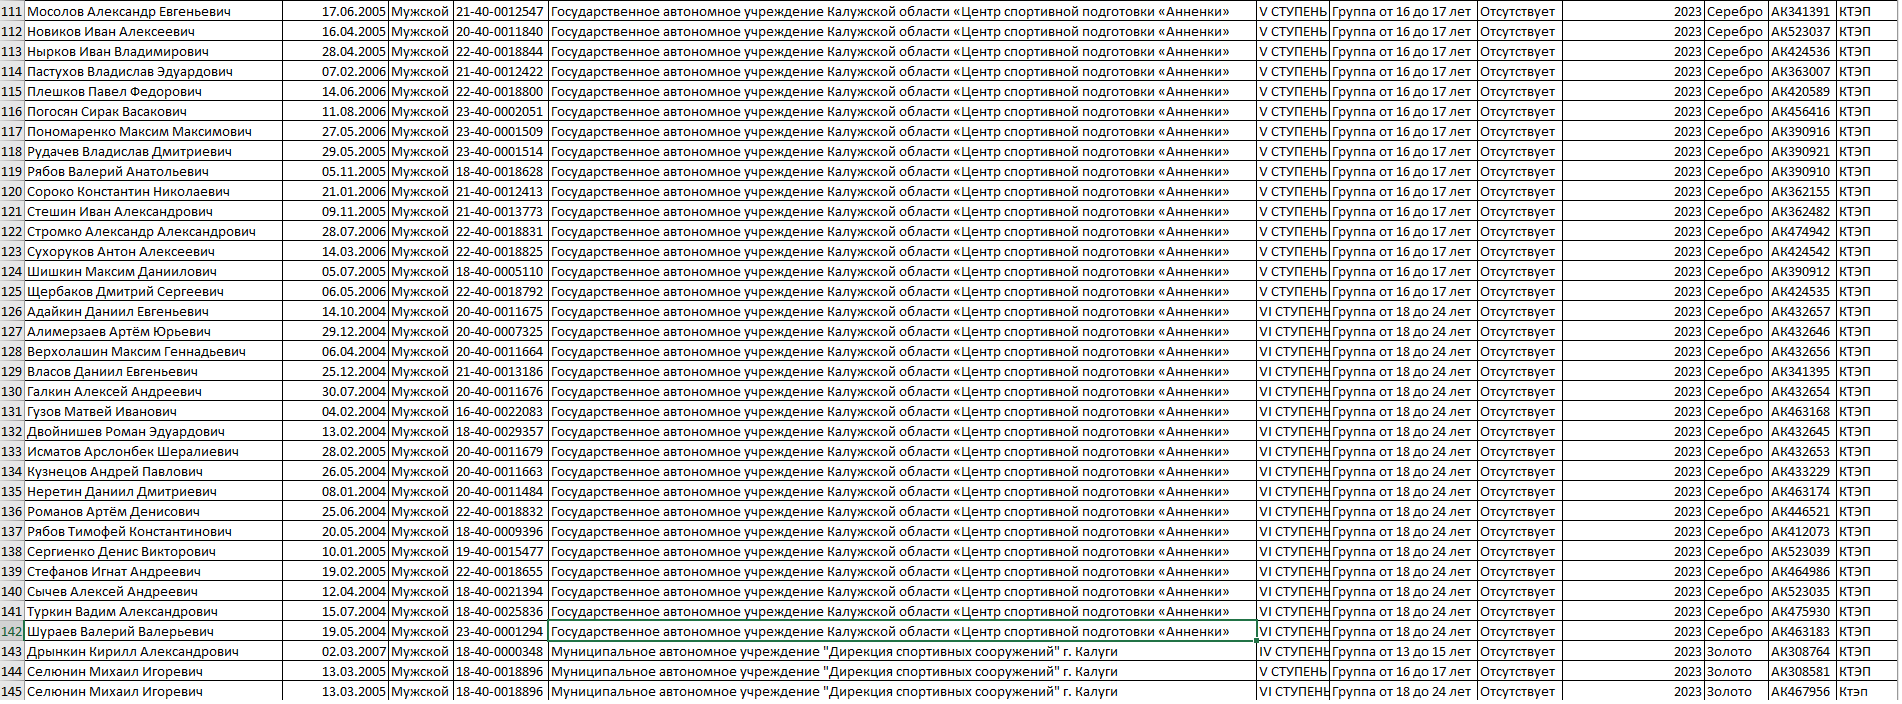 111 Мосолов Александр Евгеньевич 17.06.2005 Мужской 21-40-0012547 Государственное автономное учреждение Калужской области «Центр спортивной подготовки «Анненки» V СТУПЕНЬ Группа от 16 до 17 лет Отсутствует 2023 Серебро АК341391 КТЭП
112 Новиков Иван Алексеевич 16.04.2005 Мужской 20-40-0011840 Государственное автономное учреждение Калужской области «Центр спортивной подготовки «Анненки» V СТУПЕНЬ Группа от 16 до 17 лет Отсутствует 2023 Серебро АК523037 КТЭП
113 Нырков Иван Владимирович 28.04.2005 Мужской 22-40-0018844 Государственное автономное учреждение Калужской области «Центр спортивной подготовки «Анненки» V СТУПЕНЬ Группа от 16 до 17 лет Отсутствует 2023 Серебро АК424536 КТЭП
114 Пастухов Владислав Эдуардович 07.02.2006 Мужской 21-40-0012422 Государственное автономное учреждение Калужской области «Центр спортивной подготовки «Анненки» V СТУПЕНЬ Группа от 16 до 17 лет Отсутствует 2023 Серебро АК363007 КТЭП
115 Плешков Павел Федорович 14.06.2006 Мужской 22-40-0018800 Государственное автономное учреждение Калужской области «Центр спортивной подготовки «Анненки» V СТУПЕНЬ Группа от 16 до 17 лет Отсутствует 2023 Серебро АК420589 КТЭП
116 Погосян Сирак Васакович 11.08.2006 Мужской 23-40-0002051 Государственное автономное учреждение Калужской области «Центр спортивной подготовки «Анненки» V СТУПЕНЬ Группа от 16 до 17 лет Отсутствует 2023 Серебро АК456416 КТЭП
117 Пономаренко Максим Максимович 27.05.2006 Мужской 23-40-0001509 Государственное автономное учреждение Калужской области «Центр спортивной подготовки «Анненки» V СТУПЕНЬ Группа от 16 до 17 лет Отсутствует 2023 Серебро АК390916 КТЭП
118 Рудачев Владислав Дмитриевич 29.05.2005 Мужской 23-40-0001514 Государственное автономное учреждение Калужской области «Центр спортивной подготовки «Анненки» V СТУПЕНЬ Группа от 16 до 17 лет Отсутствует 2023 Серебро АК390921 КТЭП
119 Рябов Валерий Анатольевич 05.11.2005 Мужской 18-40-0018628 Государственное автономное учреждение Калужской области «Центр спортивной подготовки «Анненки» V СТУПЕНЬ Группа от 16 до 17 лет Отсутствует 2023 Серебро АК390910 КТЭП
120 Сороко Константин Николаевич 21.01.2006 Мужской 21-40-0012413 Государственное автономное учреждение Калужской области «Центр спортивной подготовки «Анненки» V СТУПЕНЬ Группа от 16 до 17 лет Отсутствует 2023 Серебро АК362155 КТЭП
121 Стешин Иван Александрович 09.11.2005 Мужской 21-40-0013773 Государственное автономное учреждение Калужской области «Центр спортивной подготовки «Анненки» V СТУПЕНЬ Группа от 16 до 17 лет Отсутствует 2023 Серебро АК362482 КТЭП
122 Стромко Александр Александрович 28.07.2006 Мужской 22-40-0018831 Государственное автономное учреждение Калужской области «Центр спортивной подготовки «Анненки» V СТУПЕНЬ Группа от 16 до 17 лет Отсутствует 2023 Серебро АК474942 КТЭП
123 Сухоруков Антон Алексеевич 14.03.2006 Мужской 22-40-0018825 Государственное автономное учреждение Калужской области «Центр спортивной подготовки «Анненки» V СТУПЕНЬ Группа от 16 до 17 лет Отсутствует 2023 Серебро АК424542 КТЭП
124 Шишкин Максим Даниилович 05.07.2005 Мужской 18-40-0005110 Государственное автономное учреждение Калужской области «Центр спортивной подготовки «Анненки» V СТУПЕНЬ Группа от 16 до 17 лет Отсутствует 2023 Серебро АК390912 КТЭП
125 Щербаков Дмитрий Сергеевич 06.05.2006 Мужской 22-40-0018792 Государственное автономное учреждение Калужской области «Центр спортивной подготовки «Анненки» V СТУПЕНЬ Группа от 16 до 17 лет Отсутствует 2023 Серебро АК424535 КТЭП
126 Адайкин Даниил Евгеньевич 14.10.2004 Мужской 20-40-0011675 Государственное автономное учреждение Калужской области «Центр спортивной подготовки «Анненки» VI СТУПЕНЬ Группа от 18 до 24 лет Отсутствует 2023 Серебро АК432657 КТЭП
127 Алимерзаев Артём Юрьевич 29.12.2004 Мужской 20-40-0007325 Государственное автономное учреждение Калужской области «Центр спортивной подготовки «Анненки» VI СТУПЕНЬ Группа от 18 до 24 лет Отсутствует 2023 Серебро АК432646 КТЭП
128 Верхолашин Максим Геннадьевич 06.04.2004 Мужской 20-40-0011664 Государственное автономное учреждение Калужской области «Центр спортивной подготовки «Анненки» VI СТУПЕНЬ Группа от 18 до 24 лет Отсутствует 2023 Серебро АК432656 КТЭП
129 Власов Даниил Евгеньевич 25.12.2004 Мужской 21-40-0013186 Государственное автономное учреждение Калужской области «Центр спортивной подготовки «Анненки» VI СТУПЕНЬ Группа от 18 до 24 лет Отсутствует 2023 Серебро АК341395 КТЭП
130 Галкин Алексей Андреевич 30.07.2004 Мужской 20-40-0011676 Государственное автономное учреждение Калужской области «Центр спортивной подготовки «Анненки» VI СТУПЕНЬ Группа от 18 до 24 лет Отсутствует 2023 Серебро АК432654 КТЭП
131 Гузов Матвей Иванович 04.02.2004 Мужской 16-40-0022083 Государственное автономное учреждение Калужской области «Центр спортивной подготовки «Анненки» VI СТУПЕНЬ Группа от 18 до 24 лет Отсутствует 2023 Серебро АК463168 КТЭП
132 Двойнишев Роман Эдуардович 13.02.2004 Мужской 18-40-0029357 Государственное автономное учреждение Калужской области «Центр спортивной подготовки «Анненки» VI СТУПЕНЬ Группа от 18 до 24 лет Отсутствует 2023 Серебро АК432645 КТЭП
133 Исматов Арслонбек Шералиевич 28.02.2005 Мужской 20-40-0011679 Государственное автономное учреждение Калужской области «Центр спортивной подготовки «Анненки» VI СТУПЕНЬ Группа от 18 до 24 лет Отсутствует 2023 Серебро АК432653 КТЭП
134 Кузнецов Андрей Павлович 26.05.2004 Мужской 20-40-0011663 Государственное автономное учреждение Калужской области «Центр спортивной подготовки «Анненки» VI СТУПЕНЬ Группа от 18 до 24 лет Отсутствует 2023 Серебро АК433229 КТЭП
135 Неретин Даниил Дмитриевич 08.01.2004 Мужской 20-40-0011484 Государственное автономное учреждение Калужской области «Центр спортивной подготовки «Анненки» VI СТУПЕНЬ Группа от 18 до 24 лет Отсутствует 2023 Серебро АК463174 КТЭП
136 Романов Артём Денисович 25.06.2004 Мужской 22-40-0018832 Государственное автономное учреждение Калужской области «Центр спортивной подготовки «Анненки» VI СТУПЕНЬ Группа от 18 до 24 лет Отсутствует 2023 Серебро АК446521 КТЭП
137 Рябов Тимофей Константинович 20.05.2004 Мужской 18-40-0009396 Государственное автономное учреждение Калужской области «Центр спортивной подготовки «Анненки» VI СТУПЕНЬ Группа от 18 до 24 лет Отсутствует 2023 Серебро АК412073 КТЭП
138 Сергиенко Денис Викторович 10.01.2005 Мужской 19-40-0015477 Государственное автономное учреждение Калужской области «Центр спортивной подготовки «Анненки» VI СТУПЕНЬ Группа от 18 до 24 лет Отсутствует 2023 Серебро АК523039 КТЭП
139 Стефанов Игнат Андреевич 19.02.2005 Мужской 22-40-0018655 Государственное автономное учреждение Калужской области «Центр спортивной подготовки «Анненки» VI СТУПЕНЬ Группа от 18 до 24 лет Отсутствует 2023 Серебро АК464986 КТЭП
140 Сычев Алексей Андреевич 12.04.2004 Мужской 18-40-0021394 Государственное автономное учреждение Калужской области «Центр спортивной подготовки «Анненки» VI СТУПЕНЬ Группа от 18 до 24 лет Отсутствует 2023 Серебро АК523035 КТЭП
141 Туркин Вадим Александрович 15.07.2004 Мужской 18-40-0025836 Государственное автономное учреждение Калужской области «Центр спортивной подготовки «Анненки» VI СТУПЕНЬ Группа от 18 до 24 лет Отсутствует 2023 Серебро АК475930 КТЭП
142 Шураев Валерий Валерьевич 19.05.2004 Мужской 23-40-0001294 Государственное автономное учреждение Калужской области «Центр спортивной подготовки «Анненки» VI СТУПЕНЬ Группа от 18 до 24 лет Отсутствует 2023 Серебро АК463183 КТЭП
143 Дрынкин Кирилл Александрович 02.03.2007 Мужской 18-40-0000348 Муниципальное автономное учреждение "Дирекция спортивных сооружений" г. Калуги IV СТУПЕНЬ Группа от 13 до 15 лет Отсутствует 2023 Золото АК308764 КТЭП
144 Селюнин Михаил Игоревич 13.03.2005 Мужской 18-40-0018896 Муниципальное автономное учреждение "Дирекция спортивных сооружений" г. Калуги V СТУПЕНЬ Группа от 16 до 17 лет Отсутствует 2023 Золото АК308581 КТЭП
145 Селюнин Михаил Игоревич 13.03.2005 Мужской 18-40-0018896 Муниципальное автономное учреждение "Дирекция спортивных сооружений" г. Калуги VI СТУПЕНЬ Группа от 18 до 24 лет Отсутствует 2023 Золото АК467956 Ктэп